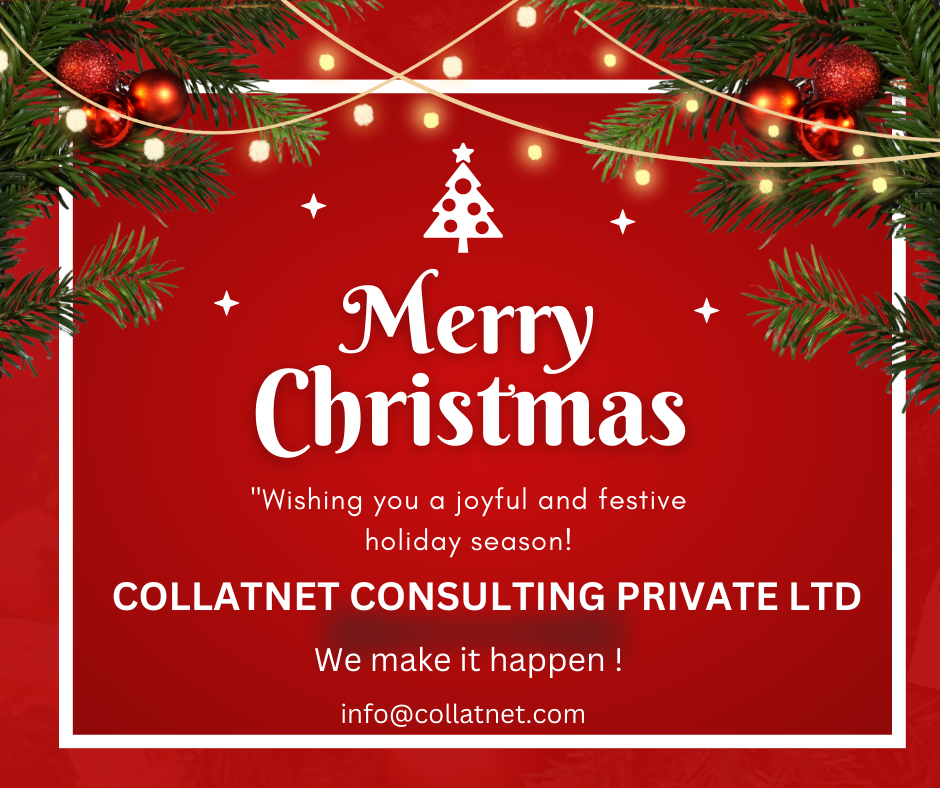 Merry
Christmas
"Wishing you a joyful and festive
holiday season!
COLLATNET CONSULTING PRIVATE LTD
We make it happen !
info@collatnet.com